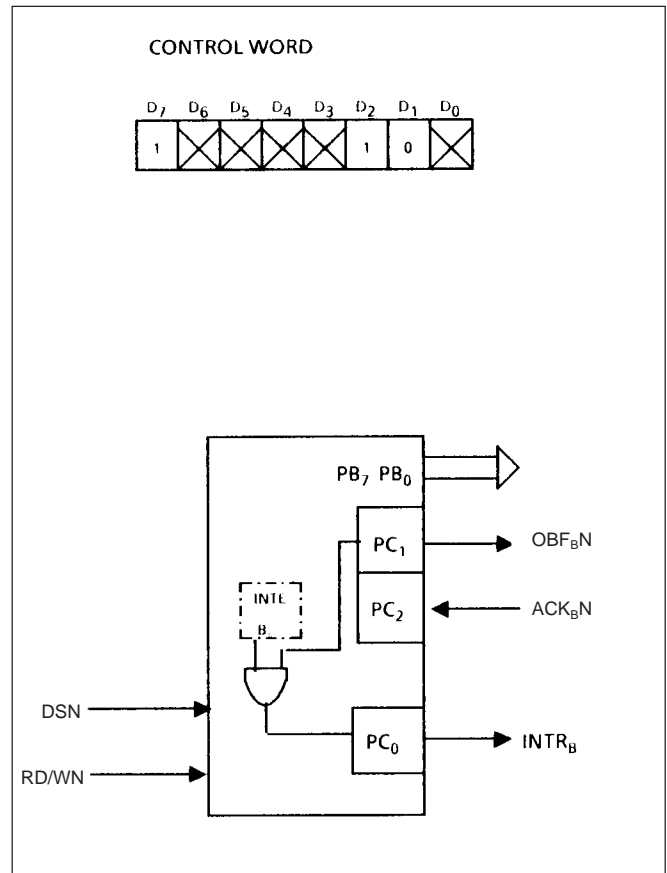 CONTROL WORD
D7 D6 D5 D4 D3 D2 D1 D0
1 1 0
PB7 PB0
PC1 OBFBN
INTE
B
PC2 ACKBN
DSN
PC0 INTRB
RD/WN